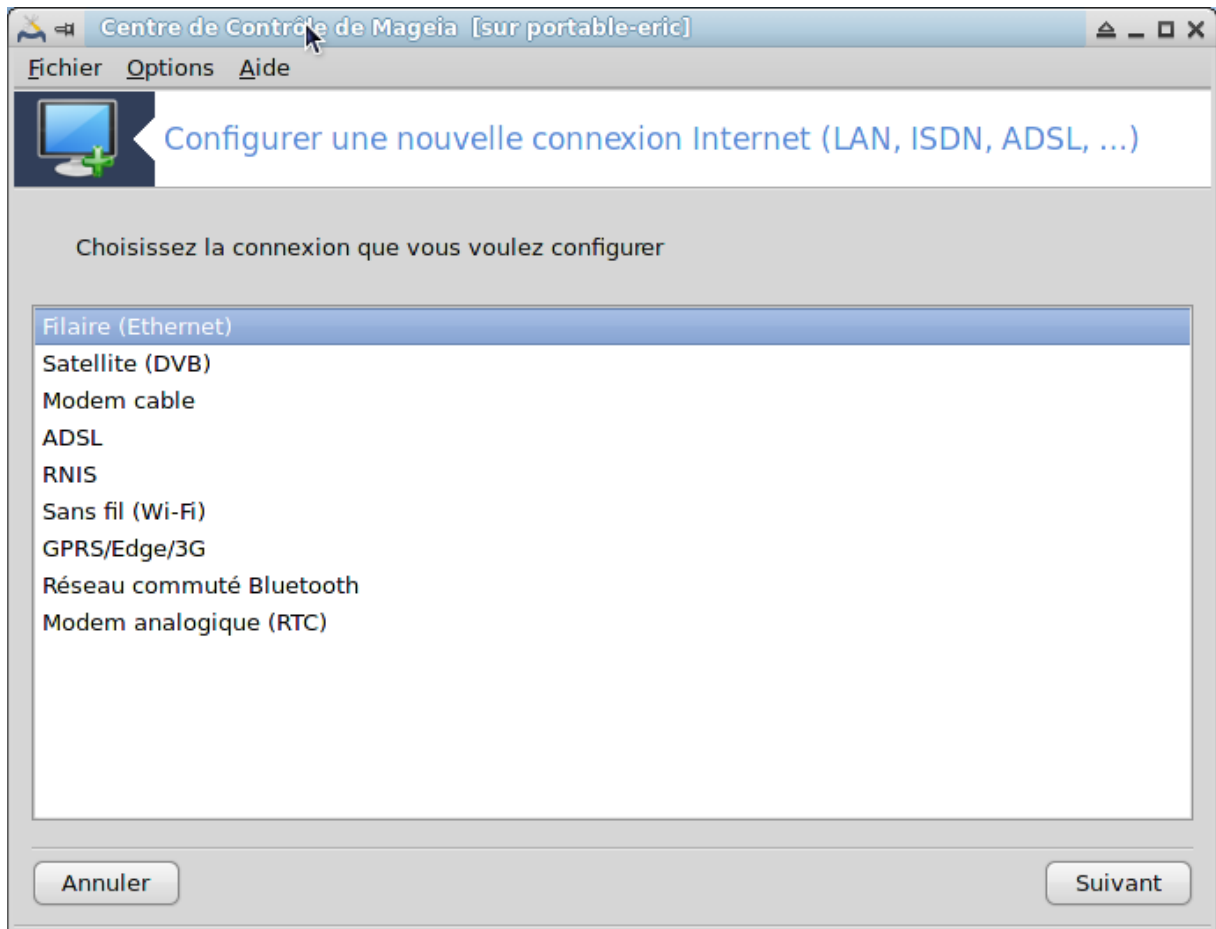 Centre de Contrôle de Mageia [sur portable-eric]
Fichier Options Aide
Configurer une nouvelle connexion Internet (LAN, ISDN, ADSL, ...)
Choisissez la connexion que vous voulez configurer
Filaire (Ethernet)
Satellite (DVB)
Modem cable
ADSL
RNIS
Sans fil (Wi-Fi)
GPRS/Edge/3G
Réseau commuté Bluetooth
Modem analogique (RTC)
Annuler Suivant